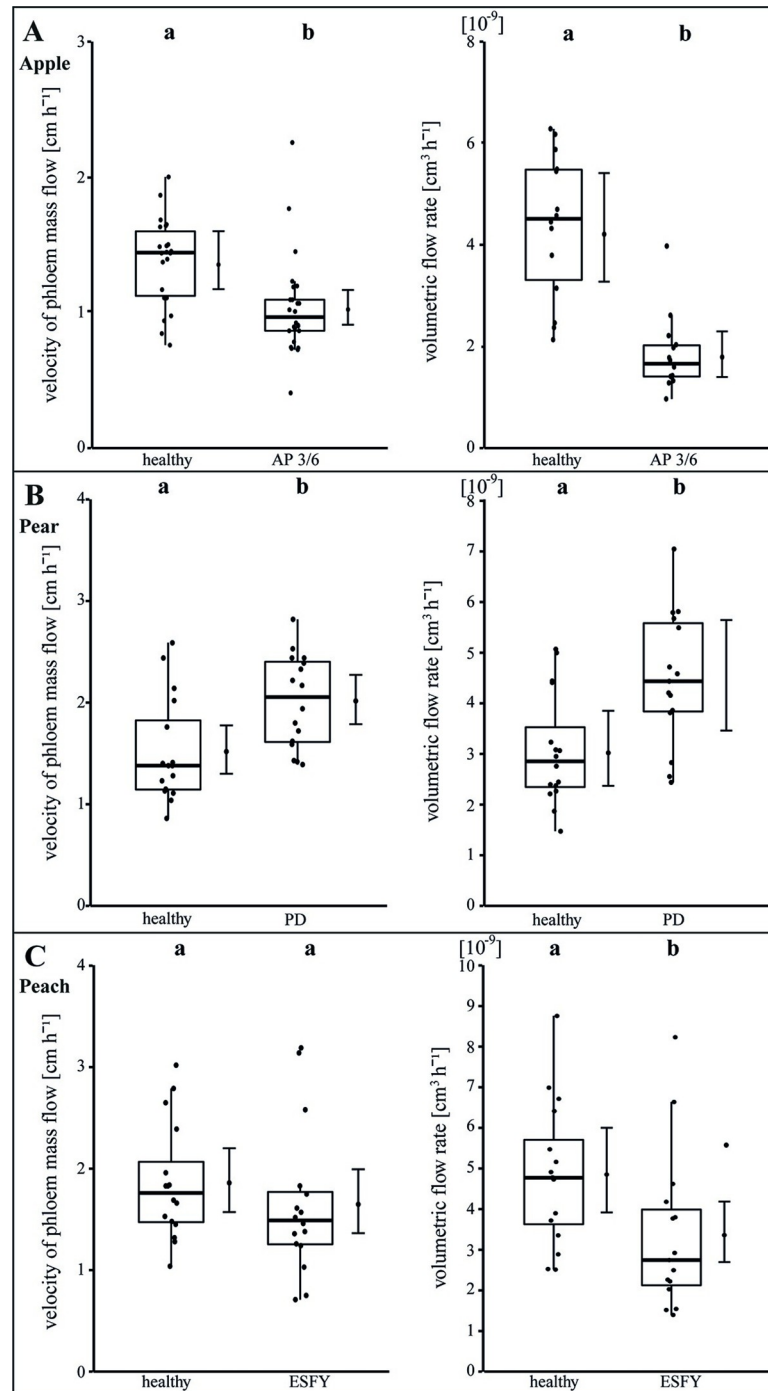 A
Apple
a
b
velocity of phloem mass flow [cm h⁻¹]
3
2
1
0
healthy
AP 3/6
[10⁻⁹]
a
b
volumetric flow rate [cm³ h⁻¹]
8
6
4
2
0
healthy
AP 3/6
B
Pear
a
b
velocity of phloem mass flow [cm h⁻¹]
4
3
2
1
0
healthy
PD
[10⁻⁹]
a
b
volumetric flow rate [cm³ h⁻¹]
8
7
6
5
4
3
2
1
0
healthy
PD
C
Peach
a
a
velocity of phloem mass flow [cm h⁻¹]
4
3
2
1
0
healthy
ESFY
[10⁻⁹]
a
b
volumetric flow rate [cm³ h⁻¹]
10
9
8
7
6
5
4
3
2
1
0
healthy
ESFY